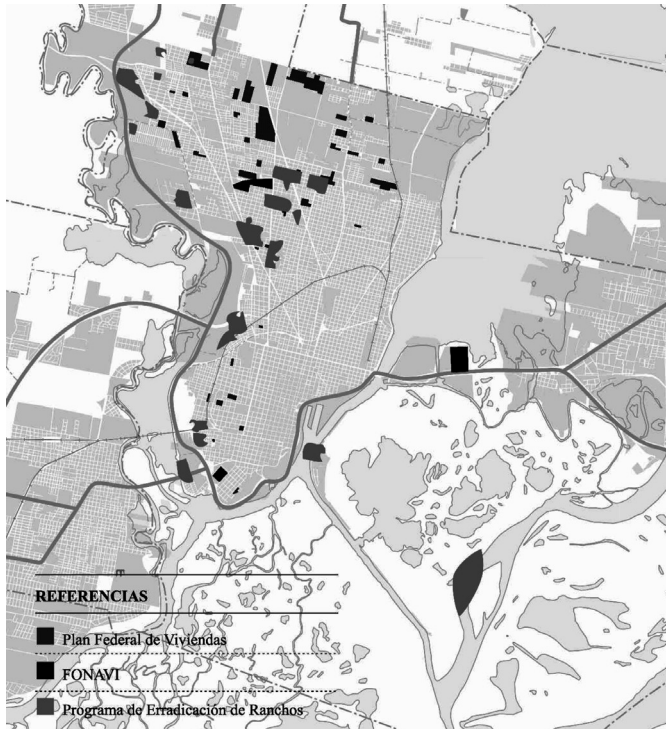 REFERENCIAS
Plan Federal de Viviendas
FONAVI
Programa de Erradicación de Ranchos